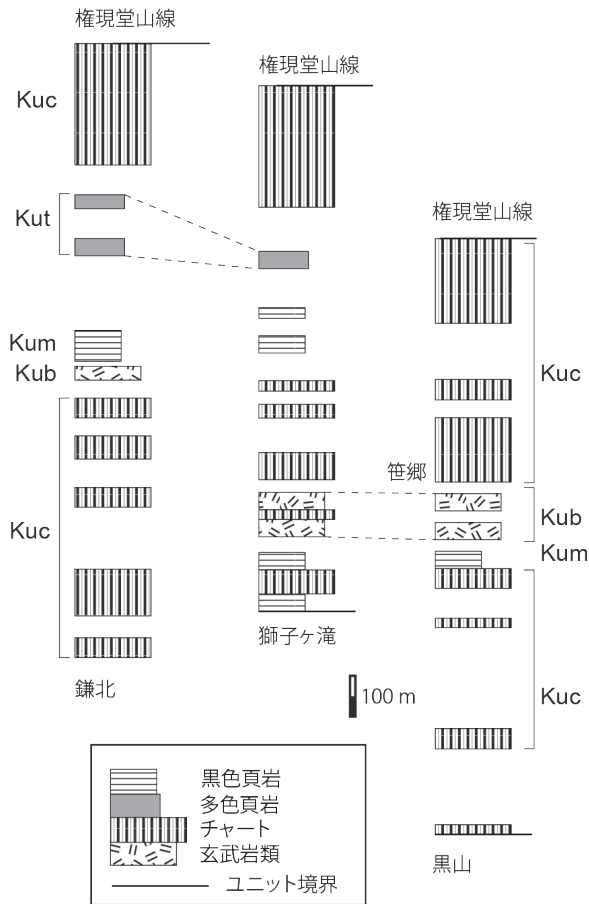 権現堂山線
Kuc
Kut
Kum
Kub
Kuc
鎌北
権現堂山線
獅子ヶ滝
権現堂山線
Kuc
笹郷
Kub
Kum
Kuc
黒山
100 m
黒色頁岩
多色頁岩
チャート
玄武岩類
ユニット境界